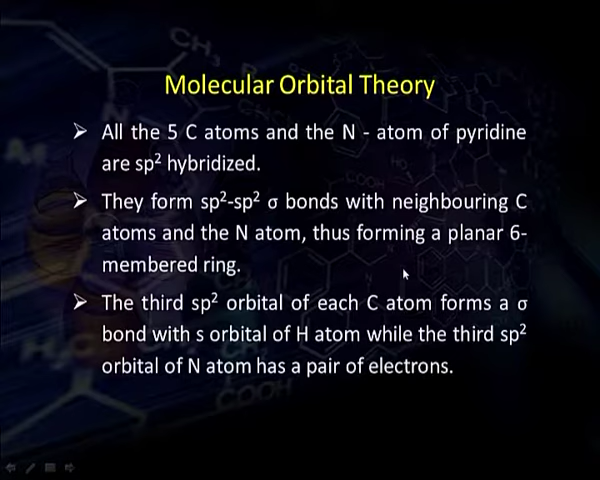 Molecular Orbital Theory
➢ All the 5 C atoms and the N - atom of pyridine
are sp² hybridized.
➢ They form sp²-sp² σ bonds with neighbouring C
atoms and the N atom, thus forming a planar 6-
membered ring.
➢ The third sp² orbital of each C atom forms a σ
bond with s orbital of H atom while the third sp²
orbital of N atom has a pair of electrons.
CH₃
COOH